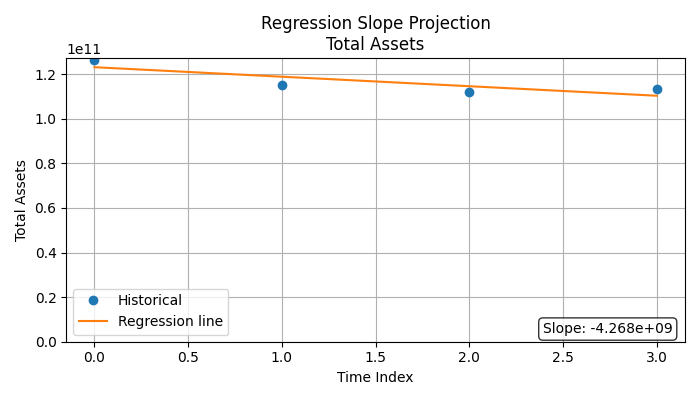 Regression Slope Projection
Total Assets
1e11
1.2
1.0
0.8
0.6
0.4
0.2
0.0
Total Assets
Historical
Regression line
Slope: -4.268e+09
0.0 0.5 1.0 1.5 2.0 2.5 3.0
Time Index